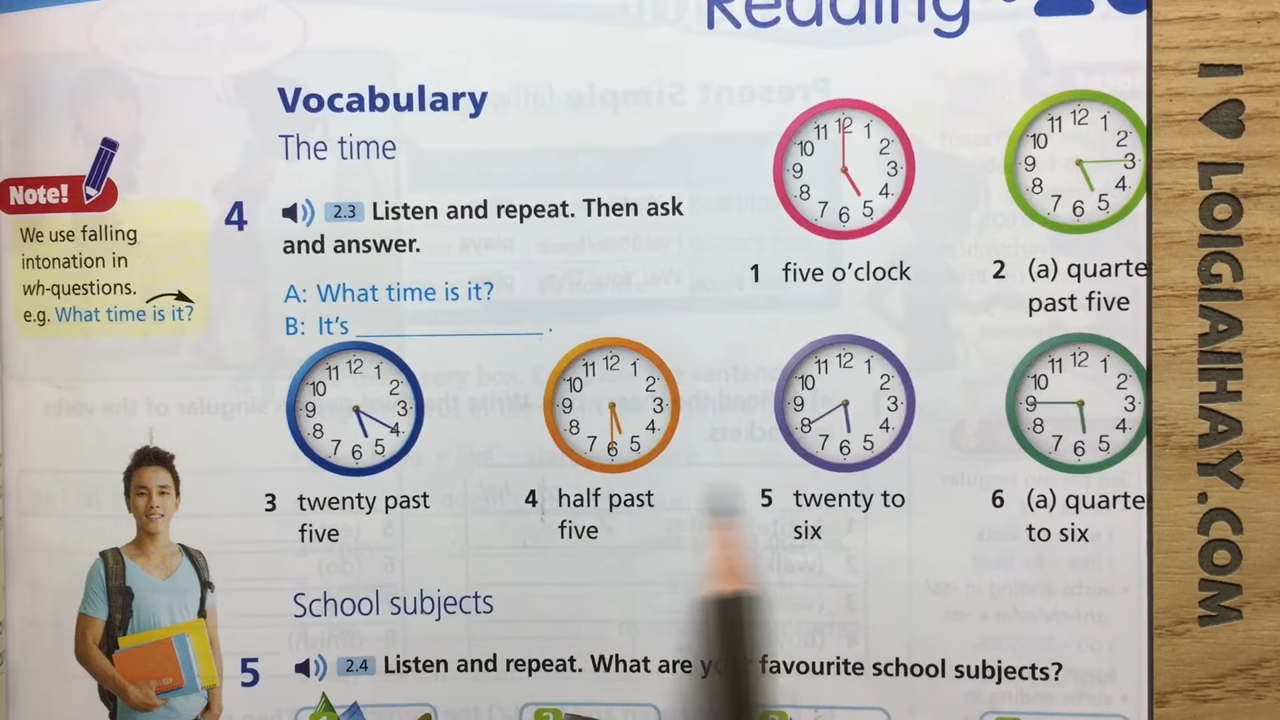 Reading
Vocabulary
The time
Note!
We use falling
intonation in
wh-questions.
e.g. What time is it?
4 2.3 Listen and repeat. Then ask
and answer.
A: What time is it?
B: It's ____________ .
1 five o'clock
2 (a) quarte
past five
3 twenty past
five
4 half past
five
5 twenty to
six
6 (a) quarte
to six
School subjects
5 2.4 Listen and repeat. What are favourite school subjects?
I ♥ LOIGIAIHAY.COM